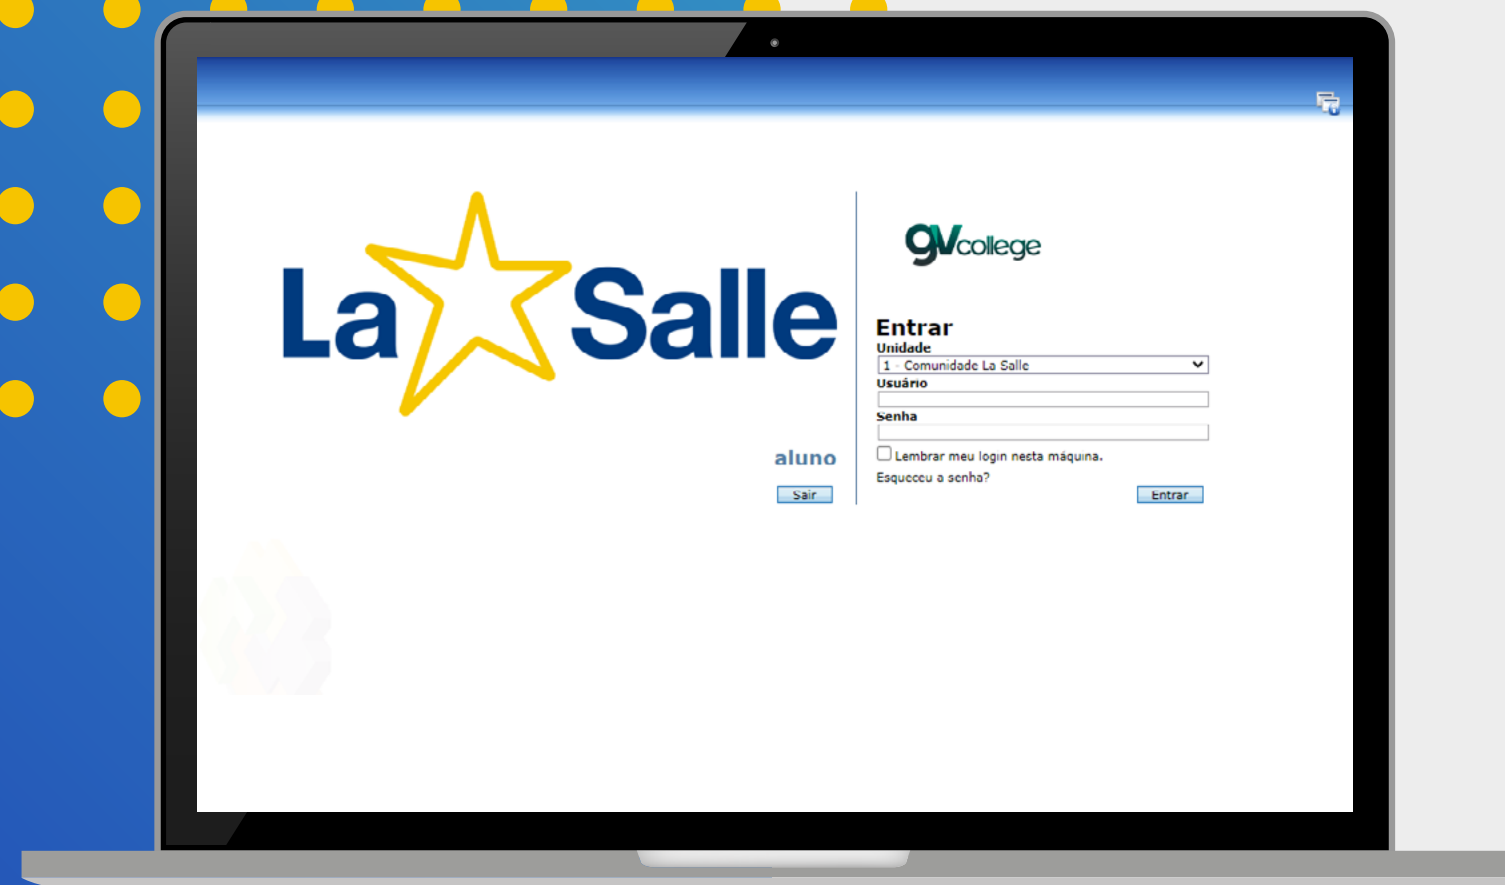 La Salle
aluno
Sair
gvcollege
Entrar
Unidade
1 - Comunidade La Salle
Usuário
Senha
Lembrar meu login nesta máquina.
Esqueceu a senha?
Entrar